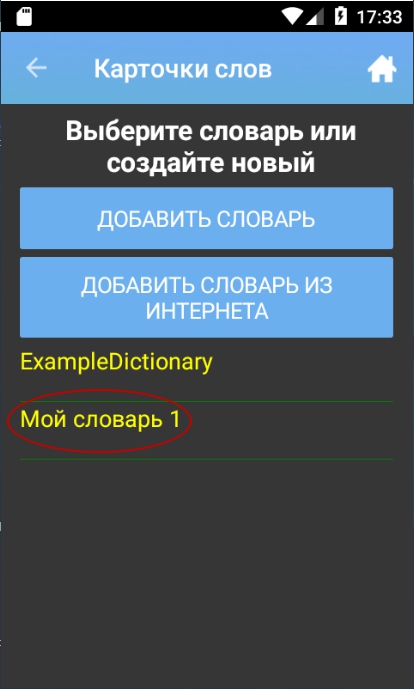 17:33
Карточки слов
Выберите словарь или
создайте новый
ДОБАВИТЬ СЛОВАРЬ
ДОБАВИТЬ СЛОВАРЬ ИЗ
ИНТЕРНЕТА
ExampleDictionary
Мой словарь 1